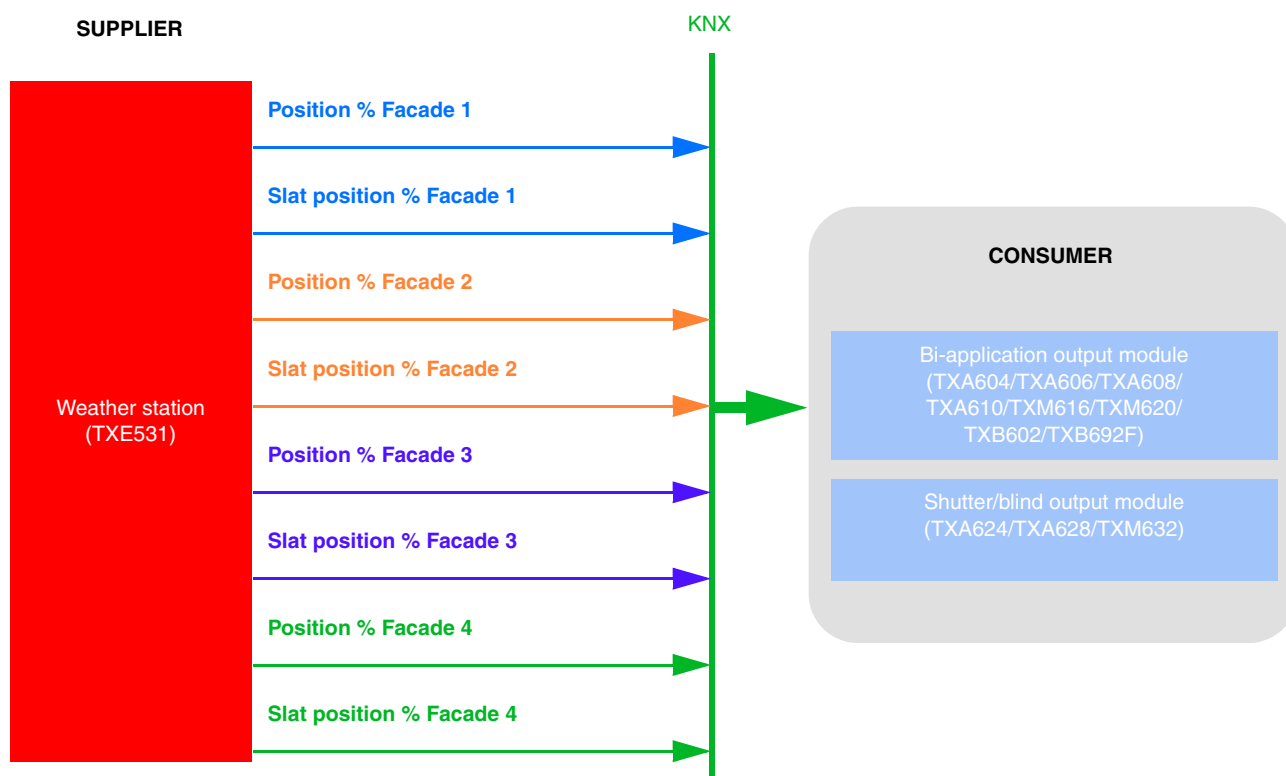 SUPPLIER
KNX
Position % Facade 1
Slat position % Facade 1
Position % Facade 2
Slat position % Facade 2
Position % Facade 3
Slat position % Facade 3
Position % Facade 4
Slat position % Facade 4
Weather station
(TXE531)
CONSUMER
Bi-application output module
(TXA604/TXA606/TXA608/
TXA610/TXM616/TXM620/
TXB602/TXB692F)
Shutter/blind output module
(TXA624/TXA628/TXM632)